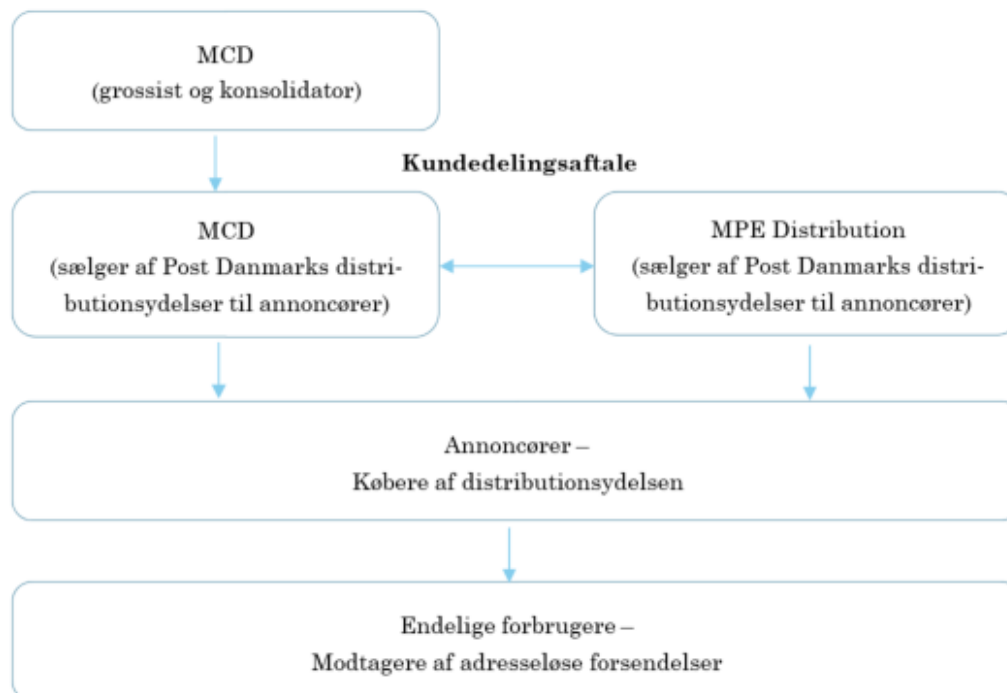 MCD
(grossist og konsolidator)
Kundedelingsaftale
MCD
(sælger af Post Danmarks distri-
butionsydelser til annoncører)
MPE Distribution
(sælger af Post Danmarks distri-
butionsydelser til annoncører)
Annoncører –
Købere af distributionsydelsen
Endelige forbrugere –
Modtagere af adresseløse forsendelser